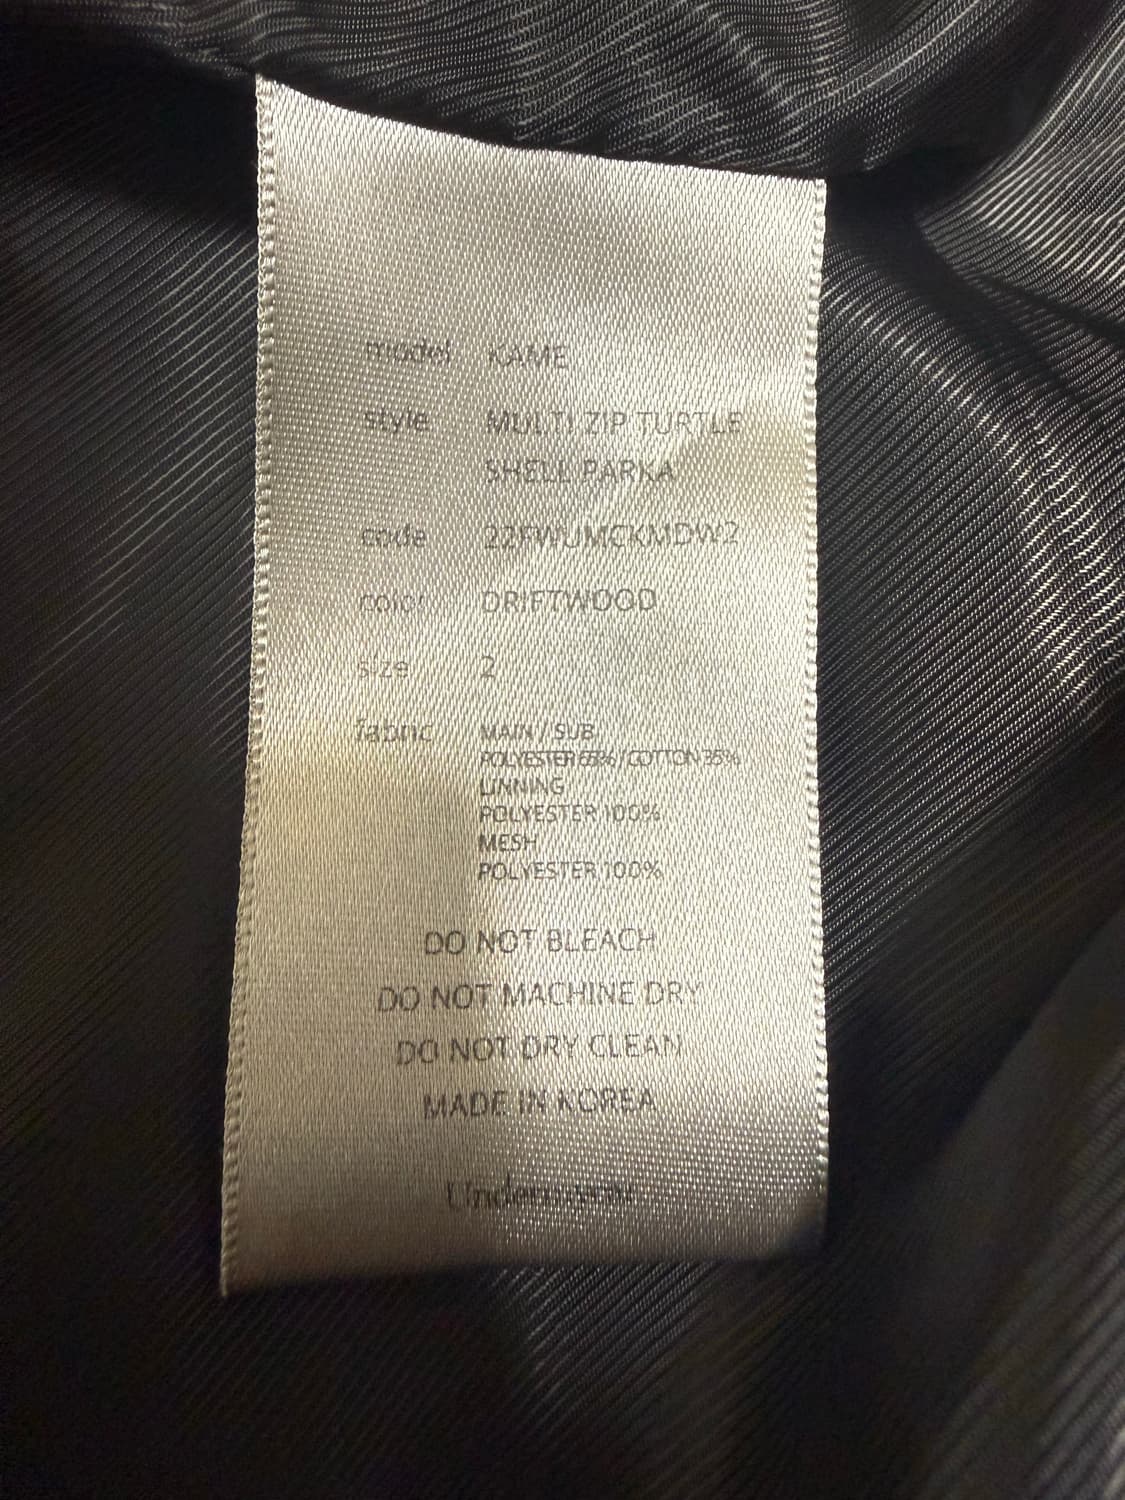 model KAME
style MULTI ZIP TURTLE
SHELL PARKA
code 22FWUMCKMDW2
color DRIFTWOOD
size 2
fabric MAIN / SUB
POLYESTER 65% / COTTON 35%
LINNING
POLYESTER 100%
MESH
POLYESTER 100%
DO NOT BLEACH
DO NOT MACHINE DRY
DO NOT DRY CLEAN
MADE IN KOREA